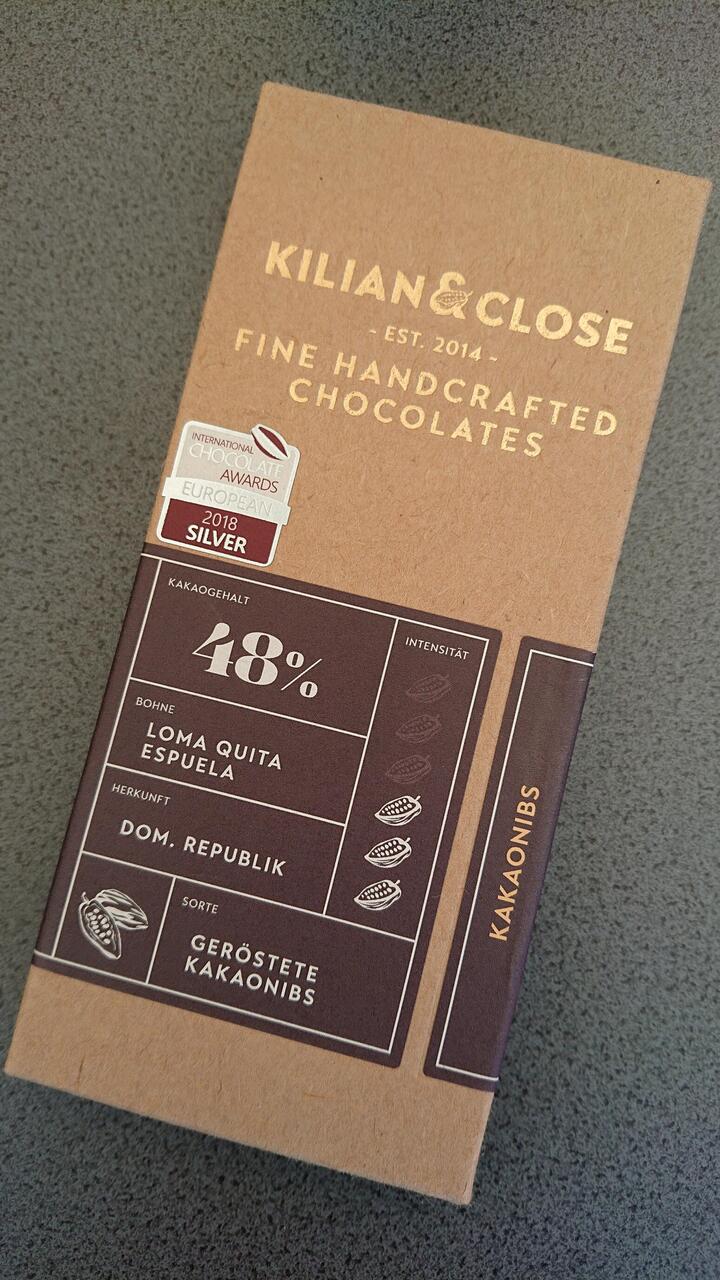 KILIAN&CLOSE
- EST. 2014 -
FINE HANDCRAFTED
CHOCOLATES
INTERNATIONAL
CHOCOLATE
AWARDS
EUROPEAN
2018
SILVER
KAKAOGEHALT
48%
INTENSITÄT
BOHNE
LOMA QUITA
ESPUELA
HERKUNFT
DOM. REPUBLIK
SORTE
GERÖSTETE
KAKAONIBS
KAKAONIBS